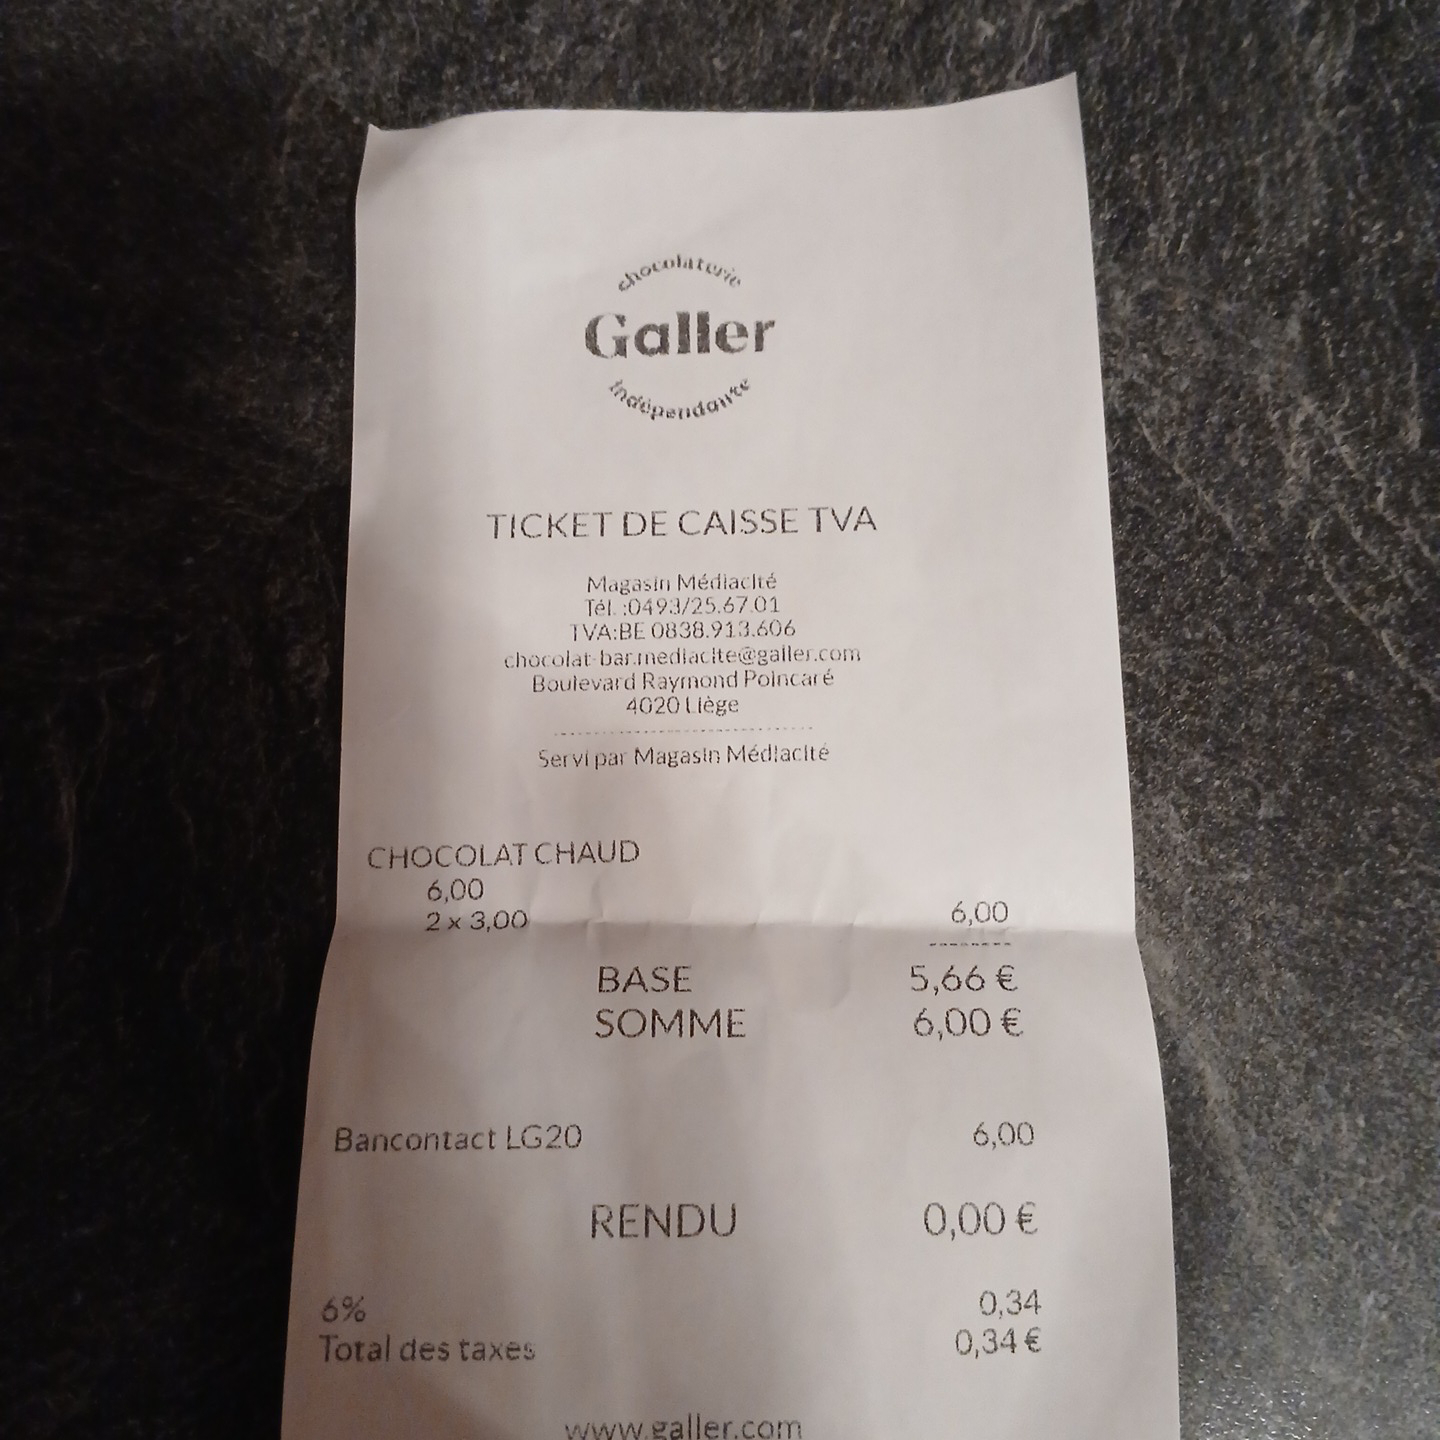 chocolaterie
Galler
indépendante
TICKET DE CAISSE TVA
Magasin Médiacité
Tél. :0493/25.67.01
TVA:BE 0838.913.606
chocolat-bar.mediacite@galler.com
Boulevard Raymond Poincaré
4020 Liège
Servi par Magasin Médiacité
CHOCOLAT CHAUD
6,00
2 x 3,00 6,00
BASE 5,66 €
SOMME 6,00 €
Bancontact LG20 6,00
RENDU 0,00 €
6% 0,34
Total des taxes 0,34 €
www.galler.com